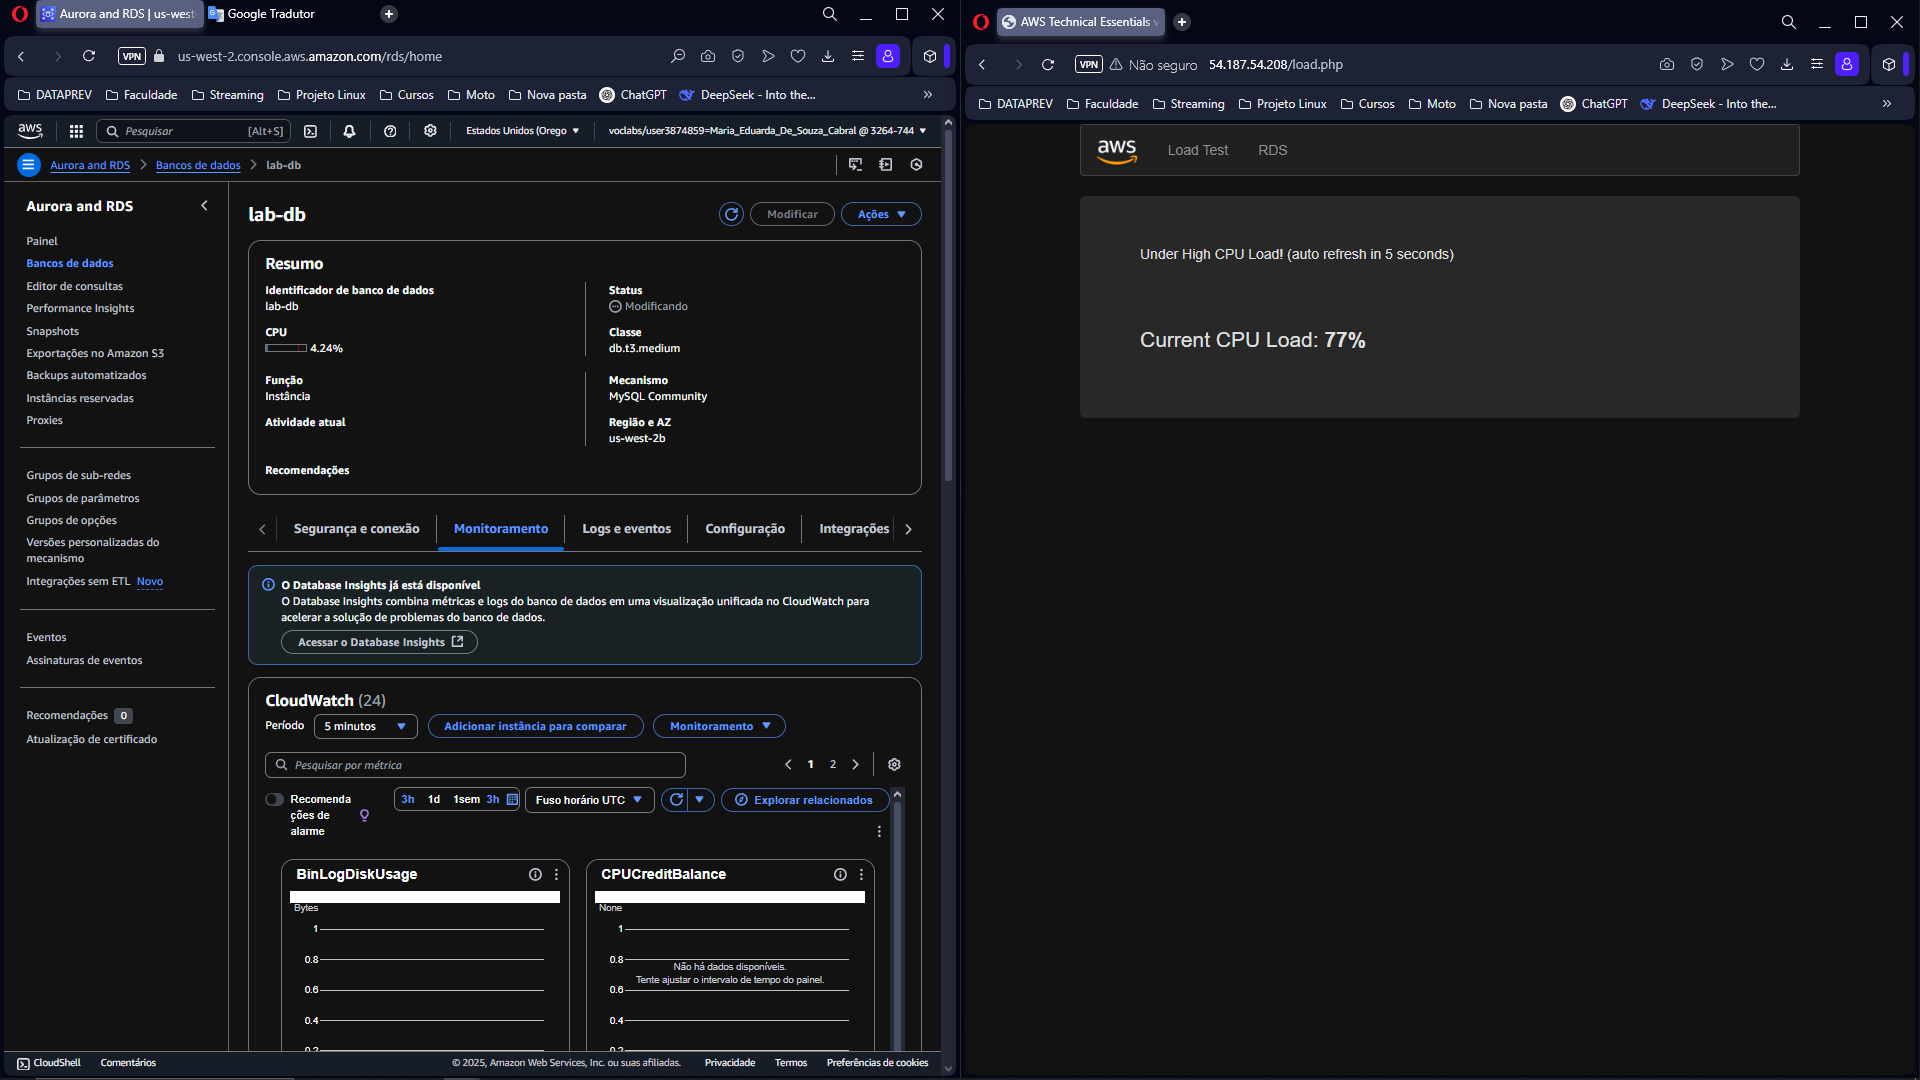 Aurora and RDS | us-west-
Google Tradutor
VPN
us-west-2.console.aws.amazon.com/rds/home
DATAPREV
Faculdade
Streaming
Projeto Linux
Cursos
Moto
Nova pasta
ChatGPT
DeepSeek - Into the...
aws
Pesquisar
[Alt+S]
Estados Unidos (Orego
voclabs/user3874859=Maria_Eduarda_De_Souza_Cabral @ 3264-744
Aurora and RDS
Bancos de dados
lab-db
Aurora and RDS
Painel
Bancos de dados
Editor de consultas
Performance Insights
Snapshots
Exportações no Amazon S3
Backups automatizados
Instâncias reservadas
Proxies
Grupos de sub-redes
Grupos de parâmetros
Grupos de opções
Versões personalizadas do
mecanismo
Integrações sem ETL Novo
Eventos
Assinaturas de eventos
Recomendações 0
Atualização de certificado
lab-db
Modificar
Ações
Resumo
Identificador de banco de dados
lab-db
Status
Modificando
CPU
4.24%
Classe
db.t3.medium
Função
Instância
Mecanismo
MySQL Community
Atividade atual
Região e AZ
us-west-2b
Recomendações
Segurança e conexão
Monitoramento
Logs e eventos
Configuração
Integrações
O Database Insights já está disponível
O Database Insights combina métricas e logs do banco de dados em uma visualização unificada no CloudWatch para
acelerar a solução de problemas do banco de dados.
Acessar o Database Insights
CloudWatch (24)
Período
5 minutos
Adicionar instância para comparar
Monitoramento
Pesquisar por métrica
1
2
Recomenda
ções de
alarme
3h
1d
1sem
3h
Fuso horário UTC
Explorar relacionados
BinLogDiskUsage
Bytes
1
0.8
0.6
0.4
0.2
CPUCreditBalance
None
1
0.8
0.6
0.4
0.2
Não há dados disponíveis.
Tente ajustar o intervalo de tempo do painel.
CloudShell
Comentários
© 2025, Amazon Web Services, Inc. ou suas afiliadas.
Privacidade
Termos
Preferências de cookies
AWS Technical Essentials v
VPN
Não seguro
54.187.54.208/load.php
DATAPREV
Faculdade
Streaming
Projeto Linux
Cursos
Moto
Nova pasta
ChatGPT
DeepSeek - Into the...
aws
Load Test
RDS
Under High CPU Load! (auto refresh in 5 seconds)
Current CPU Load: 77%